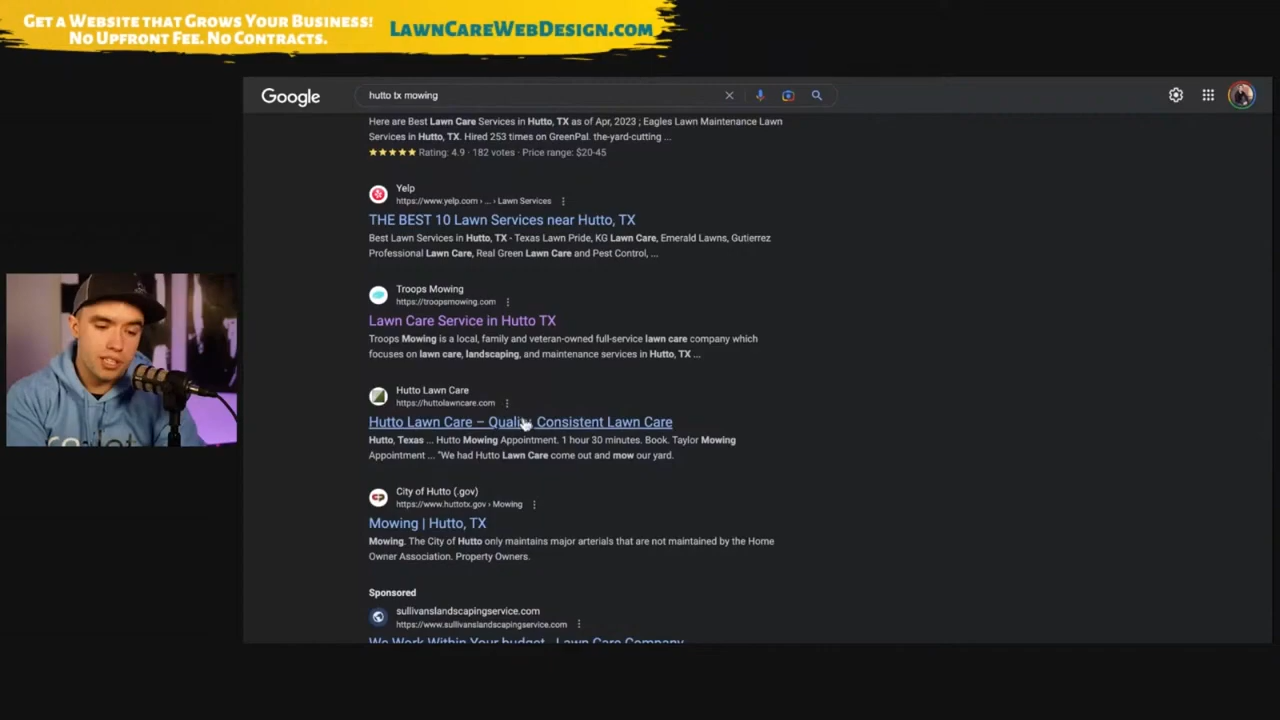 Get a Website that Grows Your Business!
No Upfront Fee. No Contracts.
LawnCareWebDesign.com
Google
hutto tx mowing
Here are Best Lawn Care Services in Hutto, TX as of Apr, 2023 ; Eagles Lawn Maintenance Lawn
Services in Hutto, TX. Hired 253 times on GreenPal. the-yard-cutting ...
Rating: 4.9 · 182 votes · Price range: $20-45
Yelp
https://www.yelp.com › ... › Lawn Services
THE BEST 10 Lawn Services near Hutto, TX
Best Lawn Services in Hutto, TX - Texas Lawn Pride, KG Lawn Care, Emerald Lawns, Gutierrez
Professional Lawn Care, Real Green Lawn Care and Pest Control, ...
Troops Mowing
https://troopsmowing.com
Lawn Care Service in Hutto TX
Troops Mowing is a local, family and veteran-owned full-service lawn care company which
focuses on lawn care, landscaping, and maintenance services in Hutto, TX ...
Hutto Lawn Care
https://huttolawncare.com
Hutto Lawn Care – Quality, Consistent Lawn Care
Hutto, Texas ... Hutto Mowing Appointment. 1 hour 30 minutes. Book. Taylor Mowing
Appointment ... "We had Hutto Lawn Care come out and mow our yard.
City of Hutto (.gov)
https://www.huttotx.gov › Mowing
Mowing | Hutto, TX
Mowing. The City of Hutto only maintains major arterials that are not maintained by the Home
Owner Association. Property Owners.
Sponsored
sullivanslandscapingservice.com
https://www.sullivanslandscapingservice.com
We Work Within Your budget - Lawn Care Company